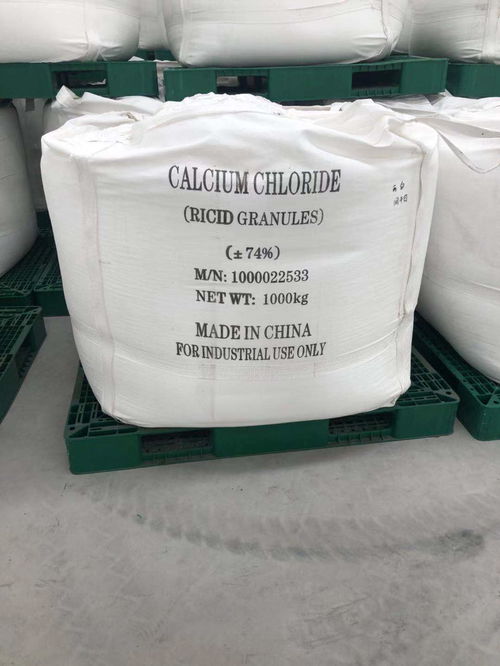 CALCIUM CHLORIDE
(RICID GRANULES)
(±74%)
M/N: 1000022533
NET WT: 1000kg
MADE IN CHINA
FOR INDUSTRIAL USE ONLY